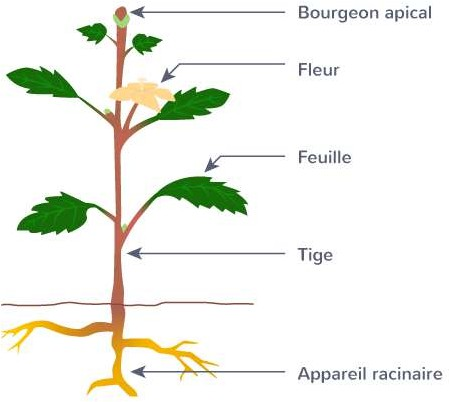 Bourgeon apical
Fleur
Feuille
Tige
Appareil racinaire